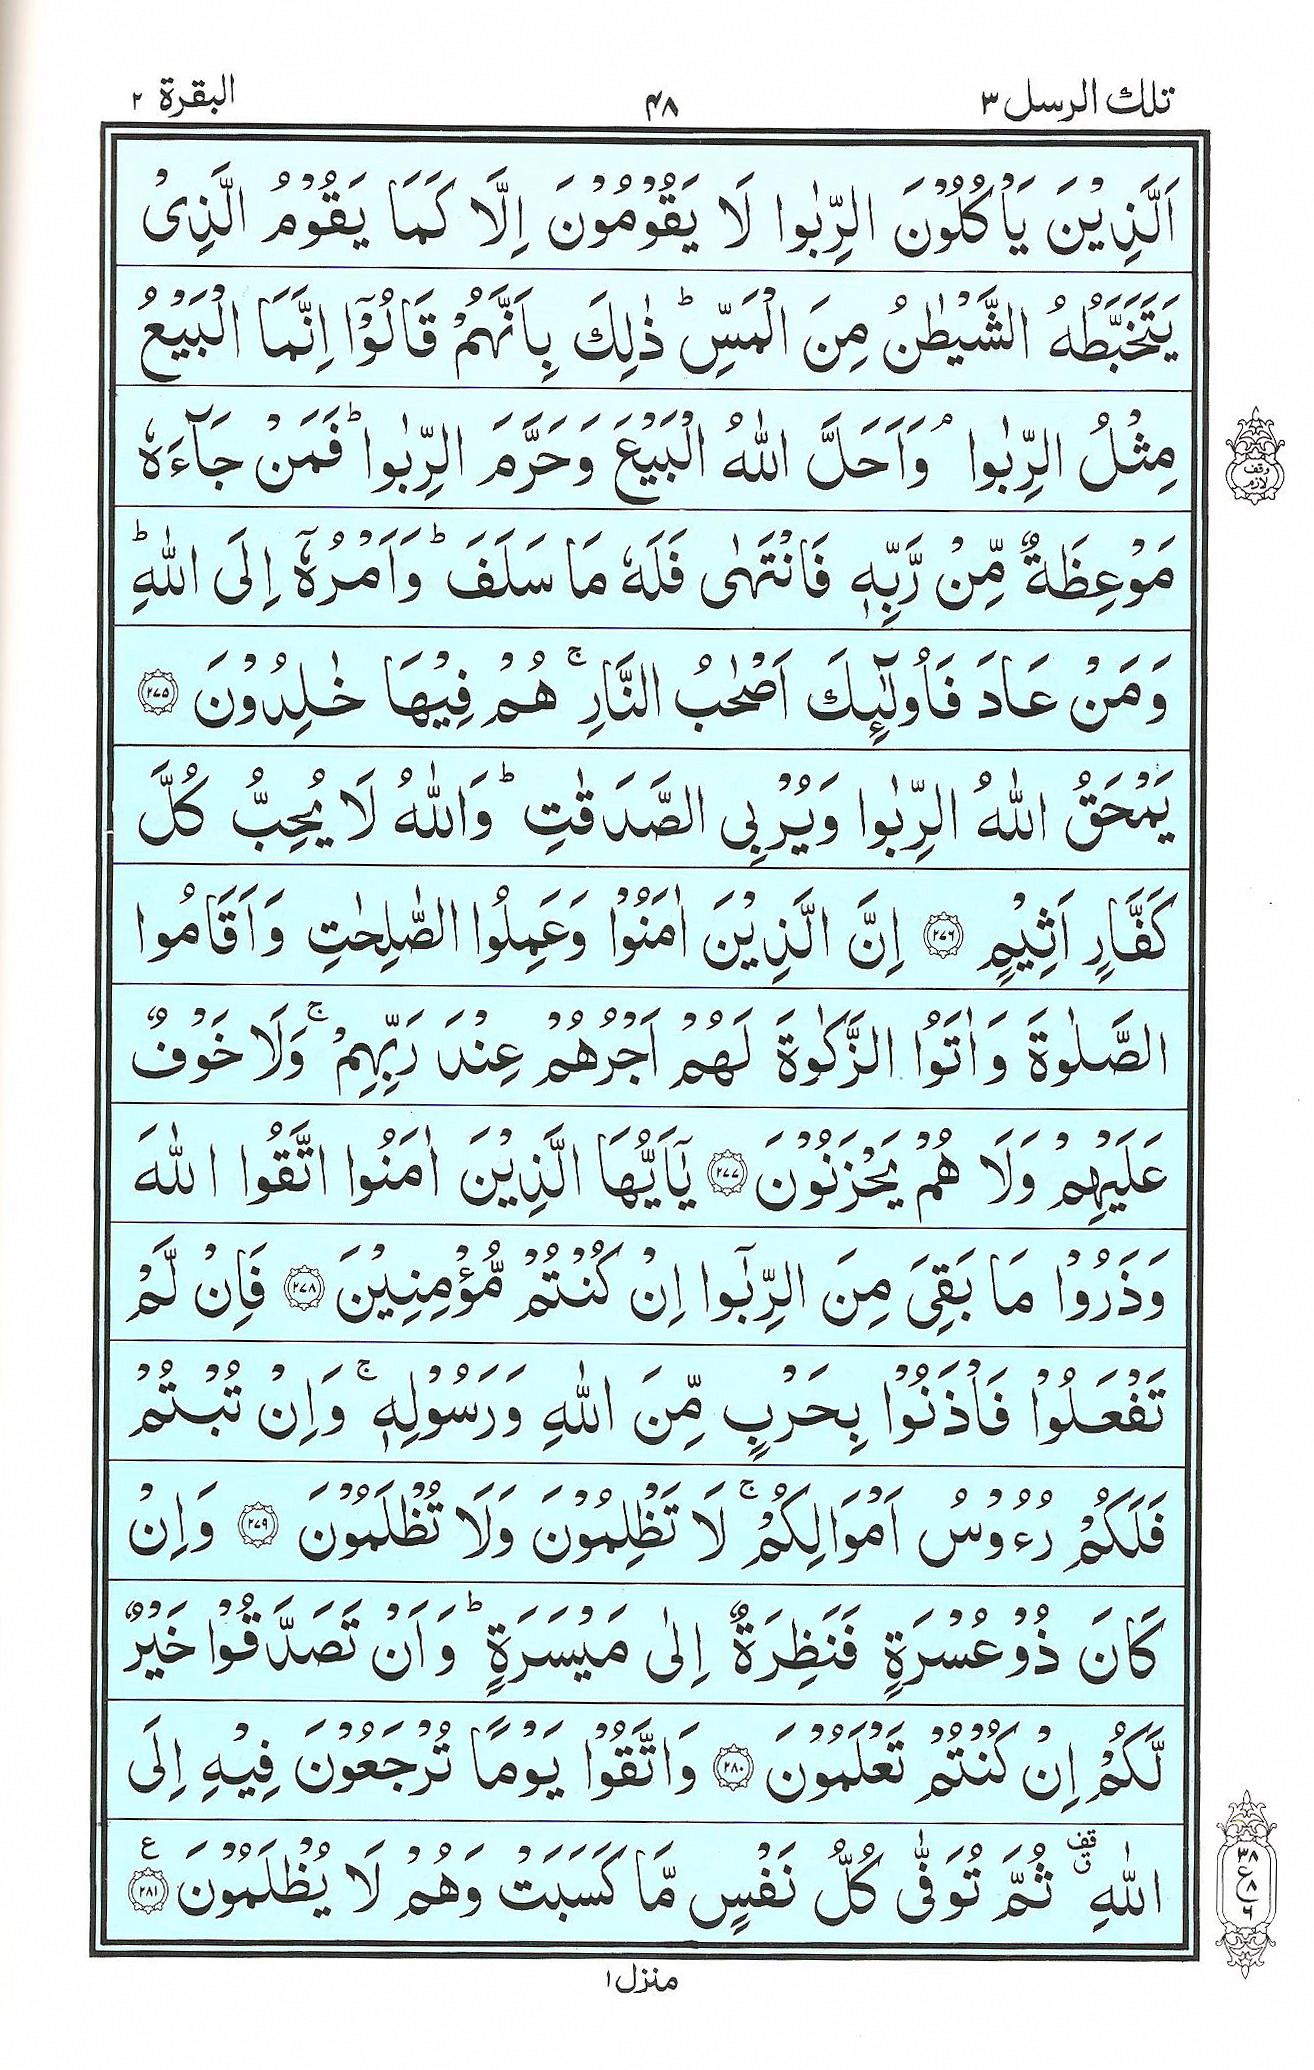 تلك الرسل ٣
٤٨
البقرة ٢
اَلَّذِيْنَ يَاْكُلُوْنَ الرِّبٰوا لَا يَقُوْمُوْنَ اِلَّا كَمَا يَقُوْمُ الَّذِىْ
يَتَخَبَّطُهُ الشَّيْطٰنُ مِنَ الْمَسِّ ؕ ذٰلِكَ بِاَنَّهُمْ قَالُوْۤا اِنَّمَا الْبَيْعُ
مِثْلُ الرِّبٰوا ۘ وَاَحَلَّ اللّٰهُ الْبَيْعَ وَحَرَّمَ الرِّبٰوا ؕ فَمَنْ جَآءَهٗ
وقف لازم
مَوْعِظَةٌ مِّنْ رَّبِّهٖ فَانْتَهٰى فَلَهٗ مَا سَلَفَ ؕ وَاَمْرُهٗۤ اِلَى اللّٰهِ ؕ
وَمَنْ عَادَ فَاُولٰٓئِكَ اَصْحٰبُ النَّارِ ۚ هُمْ فِيْهَا خٰلِدُوْنَ ٢٧٥
يَمْحَقُ اللّٰهُ الرِّبٰوا وَيُرْبِى الصَّدَقٰتِ ؕ وَاللّٰهُ لَا يُحِبُّ كُلَّ
كَفَّارٍ اَثِيْمٍ ٢٧٦ اِنَّ الَّذِيْنَ اٰمَنُوْا وَعَمِلُوا الصّٰلِحٰتِ وَاَقَامُوا
الصَّلٰوةَ وَاٰتَوُا الزَّكٰوةَ لَهُمْ اَجْرُهُمْ عِنْدَ رَبِّهِمْ ۚ وَلَا خَوْفٌ
عَلَيْهِمْ وَلَا هُمْ يَحْزَنُوْنَ ٢٧٧ يٰۤاَيُّهَا الَّذِيْنَ اٰمَنُوا اتَّقُوا اللّٰهَ
وَذَرُوْا مَا بَقِىَ مِنَ الرِّبٰۤوا اِنْ كُنْتُمْ مُّؤْمِنِيْنَ ٢٧٨ فَاِنْ لَّمْ
تَفْعَلُوْا فَاْذَنُوْا بِحَرْبٍ مِّنَ اللّٰهِ وَرَسُوْلِهٖ ۚ وَاِنْ تُبْتُمْ
فَلَكُمْ رُءُوْسُ اَمْوَالِكُمْ ۚ لَا تَظْلِمُوْنَ وَلَا تُظْلَمُوْنَ ٢٧٩ وَاِنْ
كَانَ ذُوْ عُسْرَةٍ فَنَظِرَةٌ اِلٰى مَيْسَرَةٍ ؕ وَاَنْ تَصَدَّقُوْا خَيْرٌ
لَّكُمْ اِنْ كُنْتُمْ تَعْلَمُوْنَ ٢٨٠ وَاتَّقُوْا يَوْمًا تُرْجَعُوْنَ فِيْهِ اِلَى
اللّٰهِ ۗ ثُمَّ تُوَفّٰى كُلُّ نَفْسٍ مَّا كَسَبَتْ وَهُمْ لَا يُظْلَمُوْنَ ٢٨١ ع
٣٨
ع ٨
٦
منزل ١